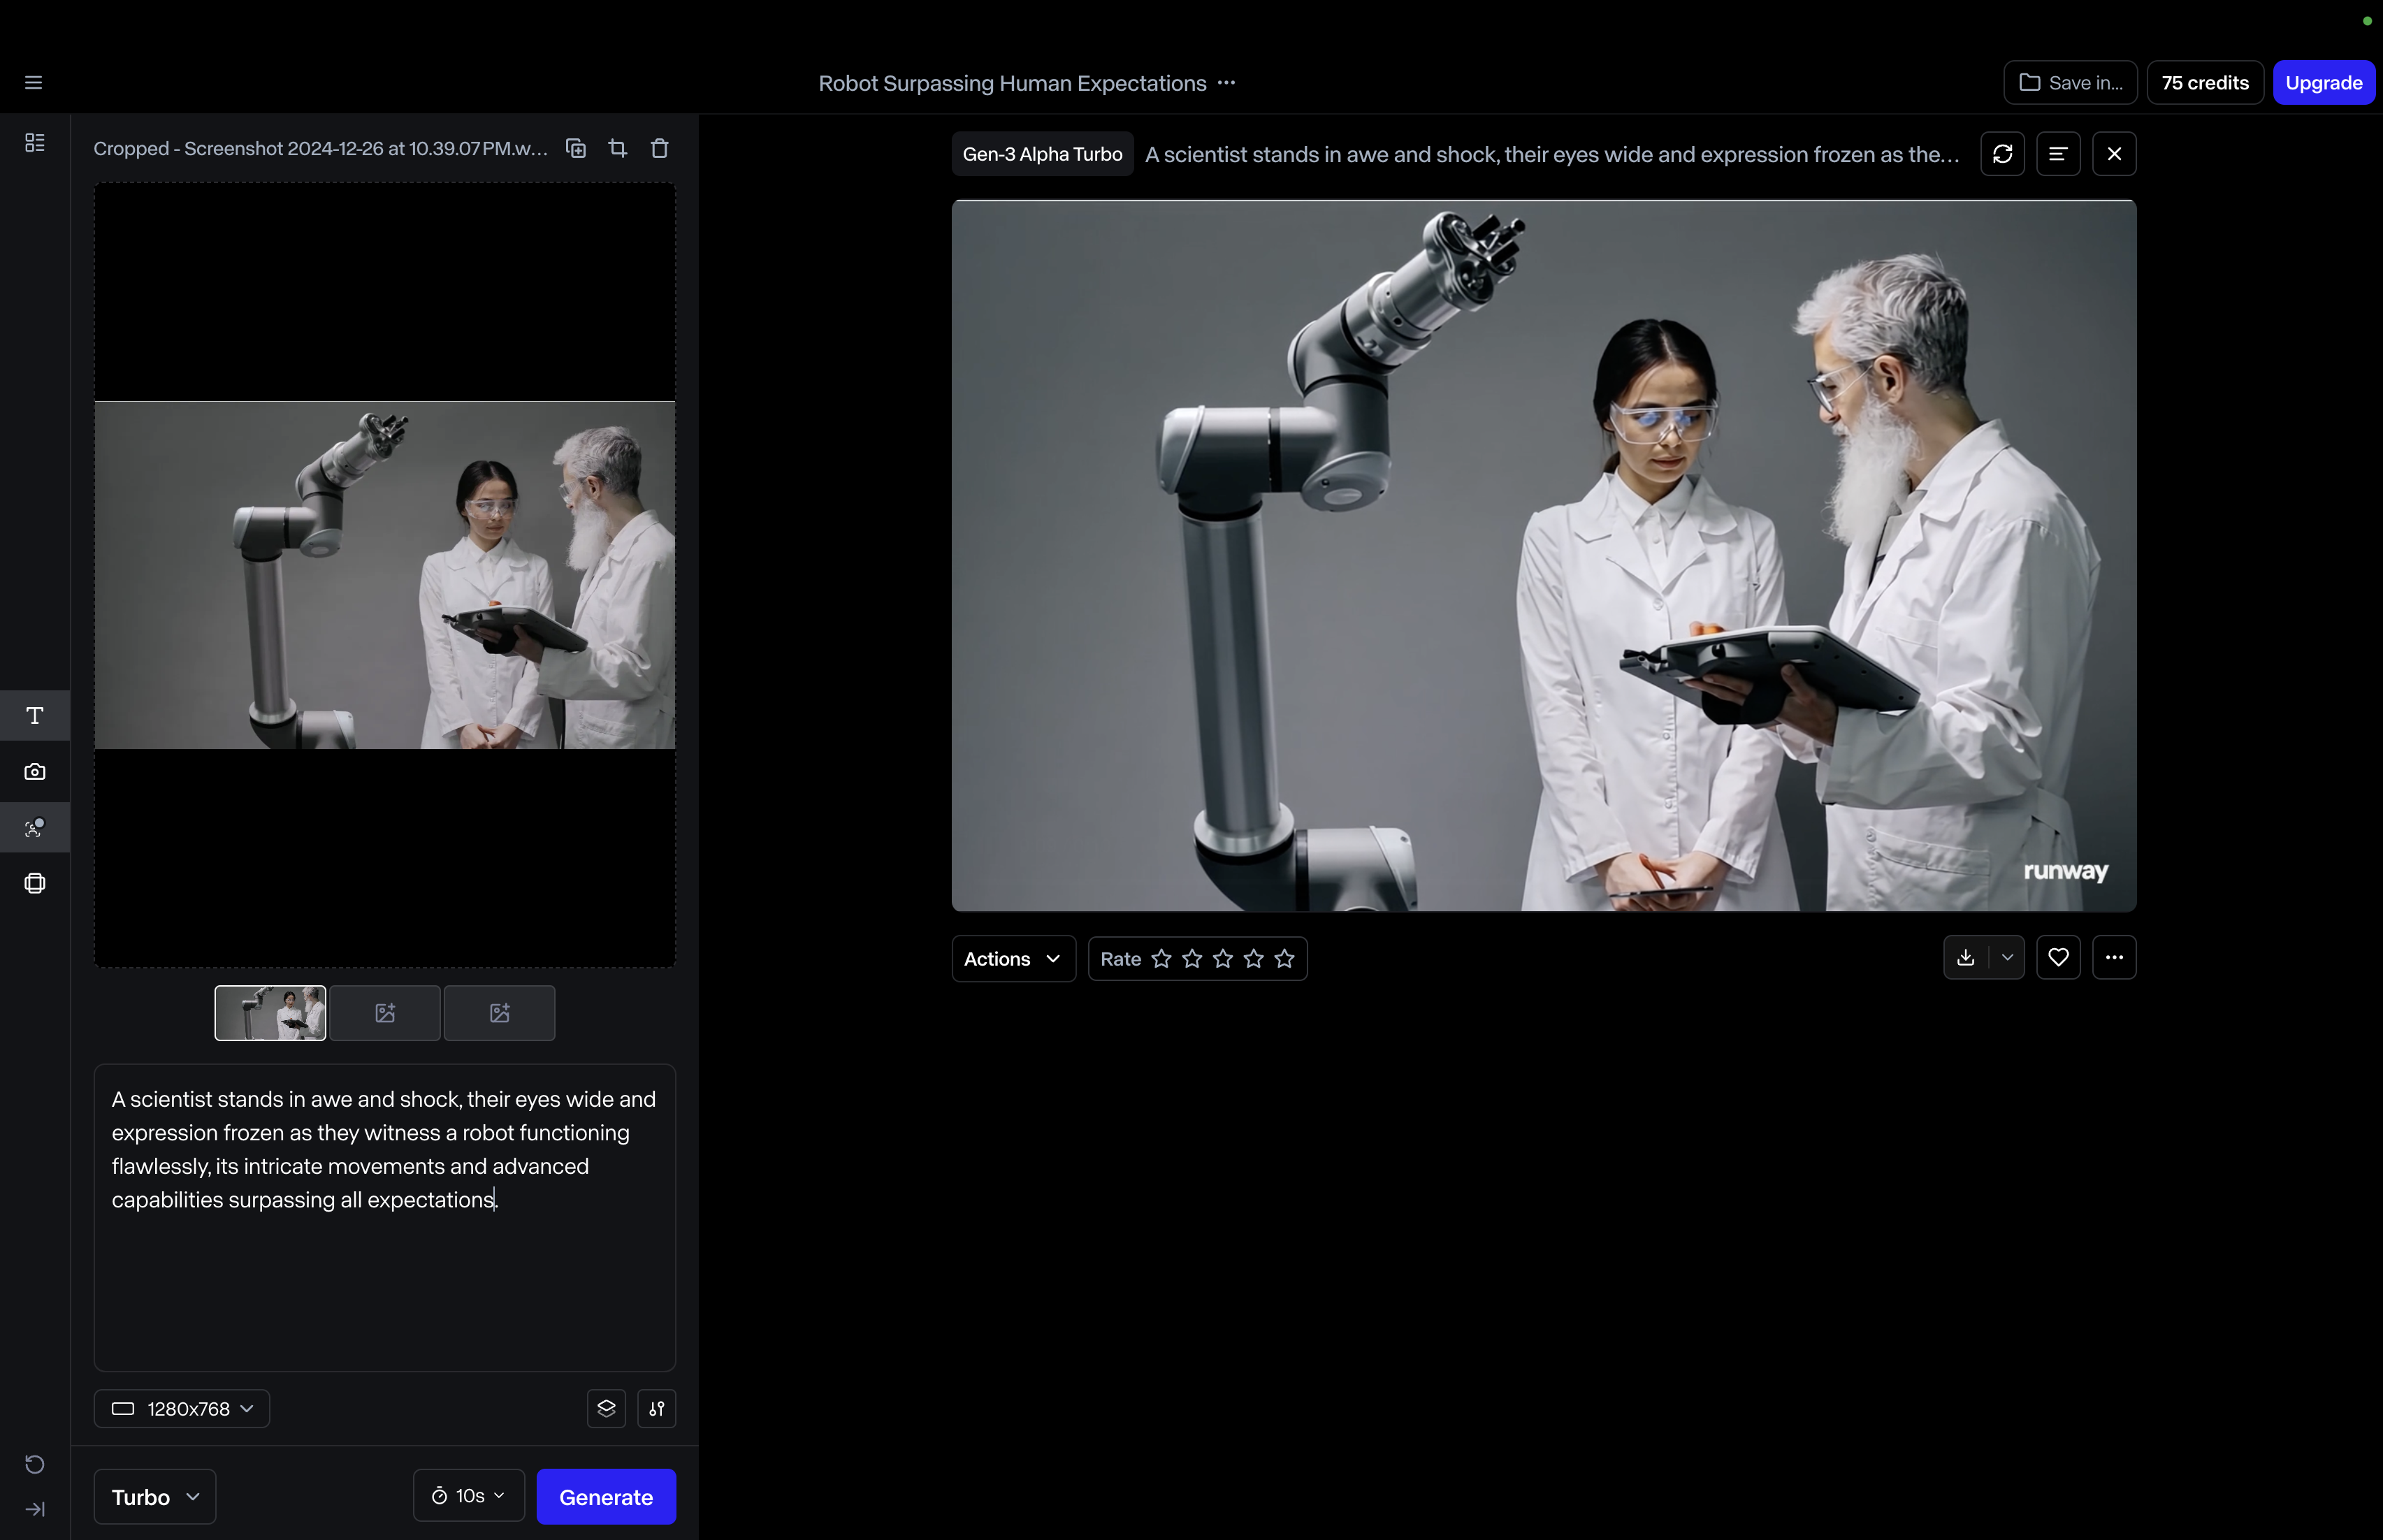 Robot Surpassing Human Expectations
Save in...
75 credits
Upgrade
Cropped - Screenshot 2024-12-26 at 10.39.07 PM.w...
Gen-3 Alpha Turbo
A scientist stands in awe and shock, their eyes wide and expression frozen as the...
runway
Actions
Rate
A scientist stands in awe and shock, their eyes wide and
expression frozen as they witness a robot functioning
flawlessly, its intricate movements and advanced
capabilities surpassing all expectations.
1280x768
Turbo
10s
Generate